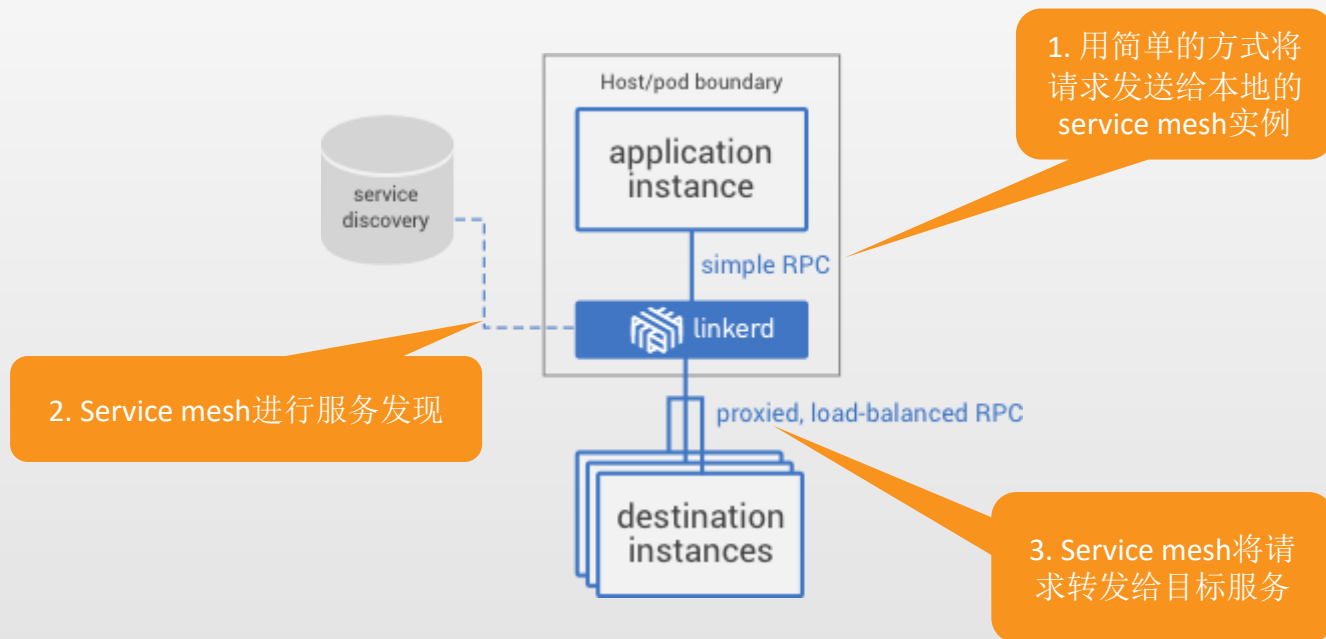 1. 用简单的方式将
请求发送给本地的
service mesh实例
Host/pod boundary
application
instance
service
discovery
simple RPC
linkerd
2. Service mesh进行服务发现
proxied, load-balanced RPC
destination
instances
3. Service mesh将请
求转发给目标服务